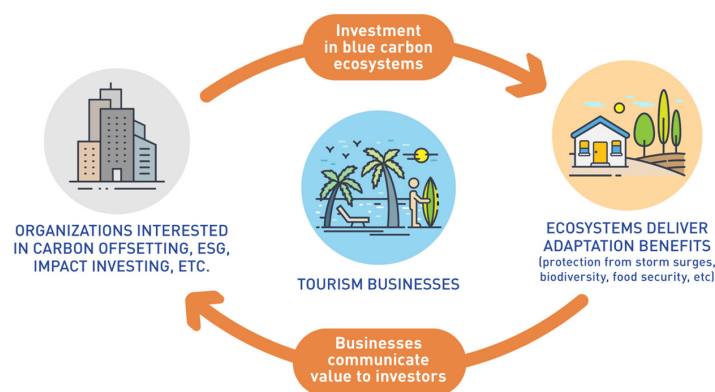 Investment
in blue carbon
ecosystems
ORGANIZATIONS INTERESTED
IN CARBON OFFSETTING, ESG,
IMPACT INVESTING, ETC.
TOURISM BUSINESSES
ECOSYSTEMS DELIVER
ADAPTATION BENEFITS
(protection from storm surges,
biodiversity, food security, etc)
Businesses
communicate
value to investors